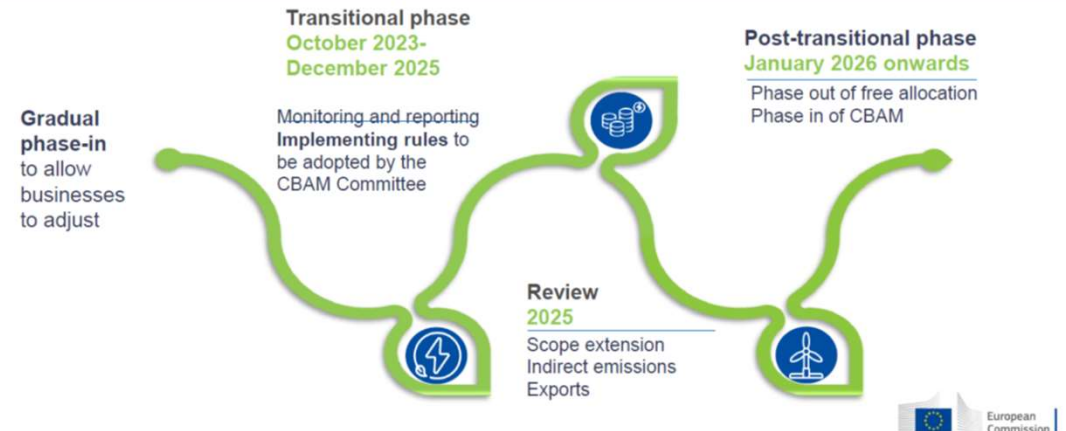 Gradual
phase-in
to allow
businesses
to adjust
Transitional phase
October 2023-
December 2025
Monitoring and reporting
Implementing rules to
be adopted by the
CBAM Committee
Review
2025
Scope extension
Indirect emissions
Exports
Post-transitional phase
January 2026 onwards
Phase out of free allocation
Phase in of CBAM
European
Commission